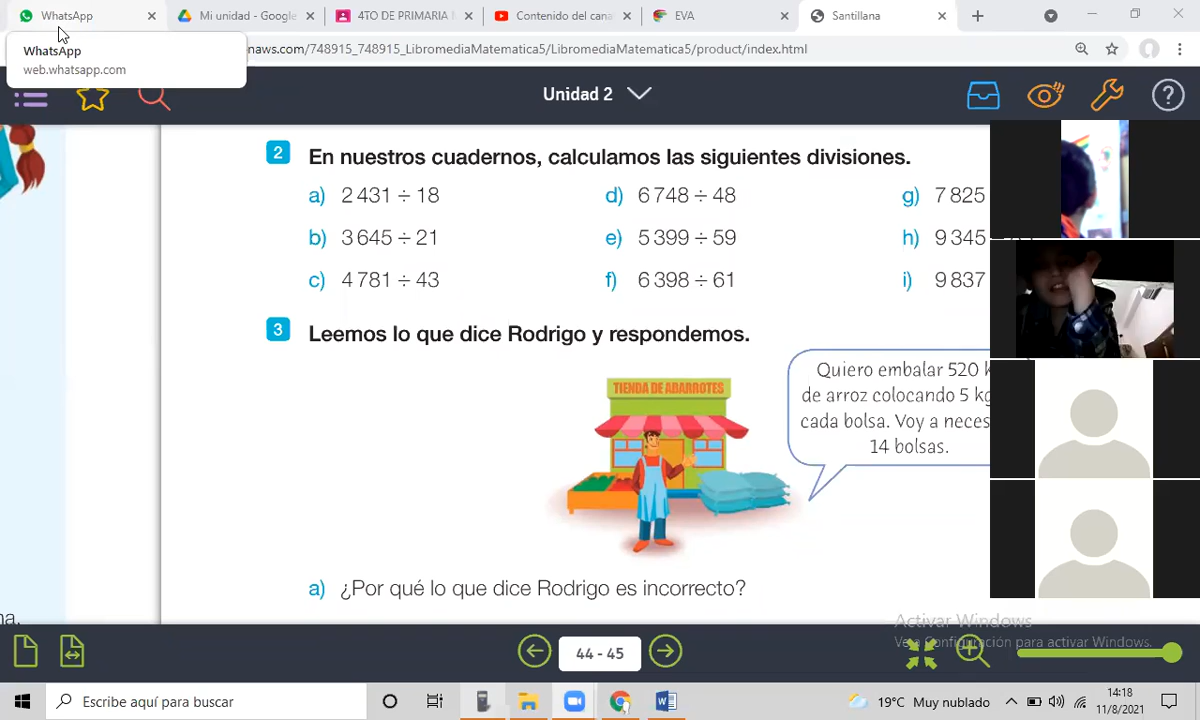 WhatsApp
Mi unidad - Google
4TO DE PRIMARIA
Contenido del cana
EVA
Santillana
WhatsApp
web.whatsapp.com
naws.com/748915_748915_LibromediaMatematica5/LibromediaMatematica5/product/index.html
Unidad 2
2 En nuestros cuadernos, calculamos las siguientes divisiones.
a) 2 431 ÷ 18 d) 6 748 ÷ 48 g) 7 825
b) 3 645 ÷ 21 e) 5 399 ÷ 59 h) 9 345
c) 4 781 ÷ 43 f) 6 398 ÷ 61 i) 9 837
3 Leemos lo que dice Rodrigo y respondemos.
TIENDA DE ABARROTES
Quiero embalar 520 k
de arroz colocando 5 kg
cada bolsa. Voy a neces
14 bolsas.
a) ¿Por qué lo que dice Rodrigo es incorrecto?
na.
Activar Windows
Ve a Configuración para activar Windows.
44 - 45
Escribe aquí para buscar
19°C Muy nublado
14:18
11/8/2021